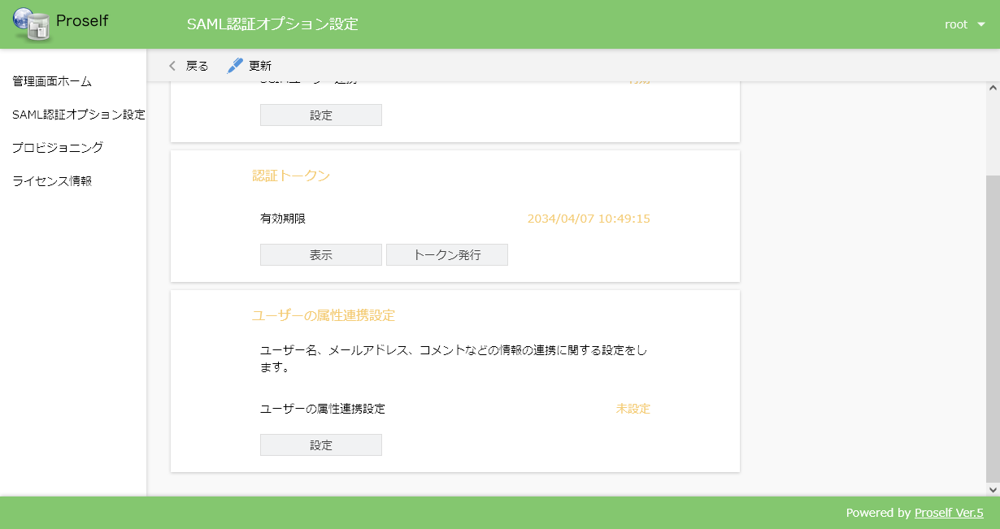 Proself
SAML認証オプション設定
root
戻る
更新
管理画面ホーム
SAML認証オプション設定
プロビジョニング
ライセンス情報
設定
認証トークン
有効期限 2034/04/07 10:49:15
表示 トークン発行
ユーザーの属性連携設定
ユーザー名、メールアドレス、コメントなどの情報の連携に関する設定をし
ます。
ユーザーの属性連携設定 未設定
設定
Powered by Proself Ver.5